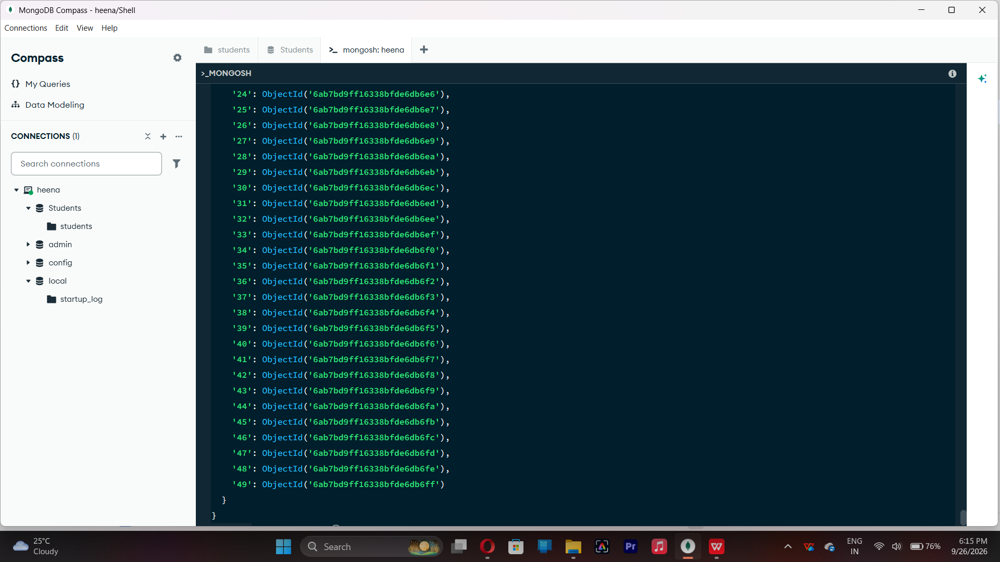 MongoDB Compass - heena/Shell
Connections Edit View Help
Compass
My Queries
Data Modeling
CONNECTIONS (1)
Search connections
heena
Students
students
admin
config
local
startup_log
students
Students
mongosh: heena
>_MONGOSH
'24': ObjectId('6ab7bd9ff16338bfde6db6e6'),
'25': ObjectId('6ab7bd9ff16338bfde6db6e7'),
'26': ObjectId('6ab7bd9ff16338bfde6db6e8'),
'27': ObjectId('6ab7bd9ff16338bfde6db6e9'),
'28': ObjectId('6ab7bd9ff16338bfde6db6ea'),
'29': ObjectId('6ab7bd9ff16338bfde6db6eb'),
'30': ObjectId('6ab7bd9ff16338bfde6db6ec'),
'31': ObjectId('6ab7bd9ff16338bfde6db6ed'),
'32': ObjectId('6ab7bd9ff16338bfde6db6ee'),
'33': ObjectId('6ab7bd9ff16338bfde6db6ef'),
'34': ObjectId('6ab7bd9ff16338bfde6db6f0'),
'35': ObjectId('6ab7bd9ff16338bfde6db6f1'),
'36': ObjectId('6ab7bd9ff16338bfde6db6f2'),
'37': ObjectId('6ab7bd9ff16338bfde6db6f3'),
'38': ObjectId('6ab7bd9ff16338bfde6db6f4'),
'39': ObjectId('6ab7bd9ff16338bfde6db6f5'),
'40': ObjectId('6ab7bd9ff16338bfde6db6f6'),
'41': ObjectId('6ab7bd9ff16338bfde6db6f7'),
'42': ObjectId('6ab7bd9ff16338bfde6db6f8'),
'43': ObjectId('6ab7bd9ff16338bfde6db6f9'),
'44': ObjectId('6ab7bd9ff16338bfde6db6fa'),
'45': ObjectId('6ab7bd9ff16338bfde6db6fb'),
'46': ObjectId('6ab7bd9ff16338bfde6db6fc'),
'47': ObjectId('6ab7bd9ff16338bfde6db6fd'),
'48': ObjectId('6ab7bd9ff16338bfde6db6fe'),
'49': ObjectId('6ab7bd9ff16338bfde6db6ff')
}
}
25°C
Cloudy
Search
Pr
ENG
IN
76%
6:15 PM
9/26/2026